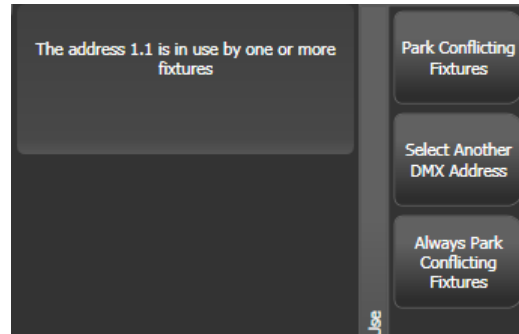 The address 1.1 is in use by one or more
fixtures
Park Conflicting
Fixtures
Select Another
DMX Address
Always Park
Conflicting
Fixtures